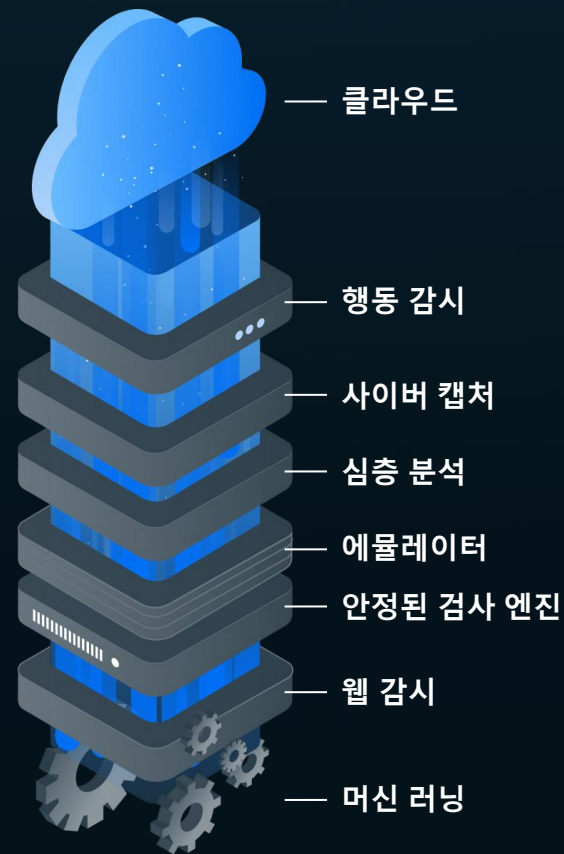 클라우드
행동 감시
사이버 캡처
심층 분석
에뮬레이터
안정된 검사 엔진
웹 감시
머신 러닝